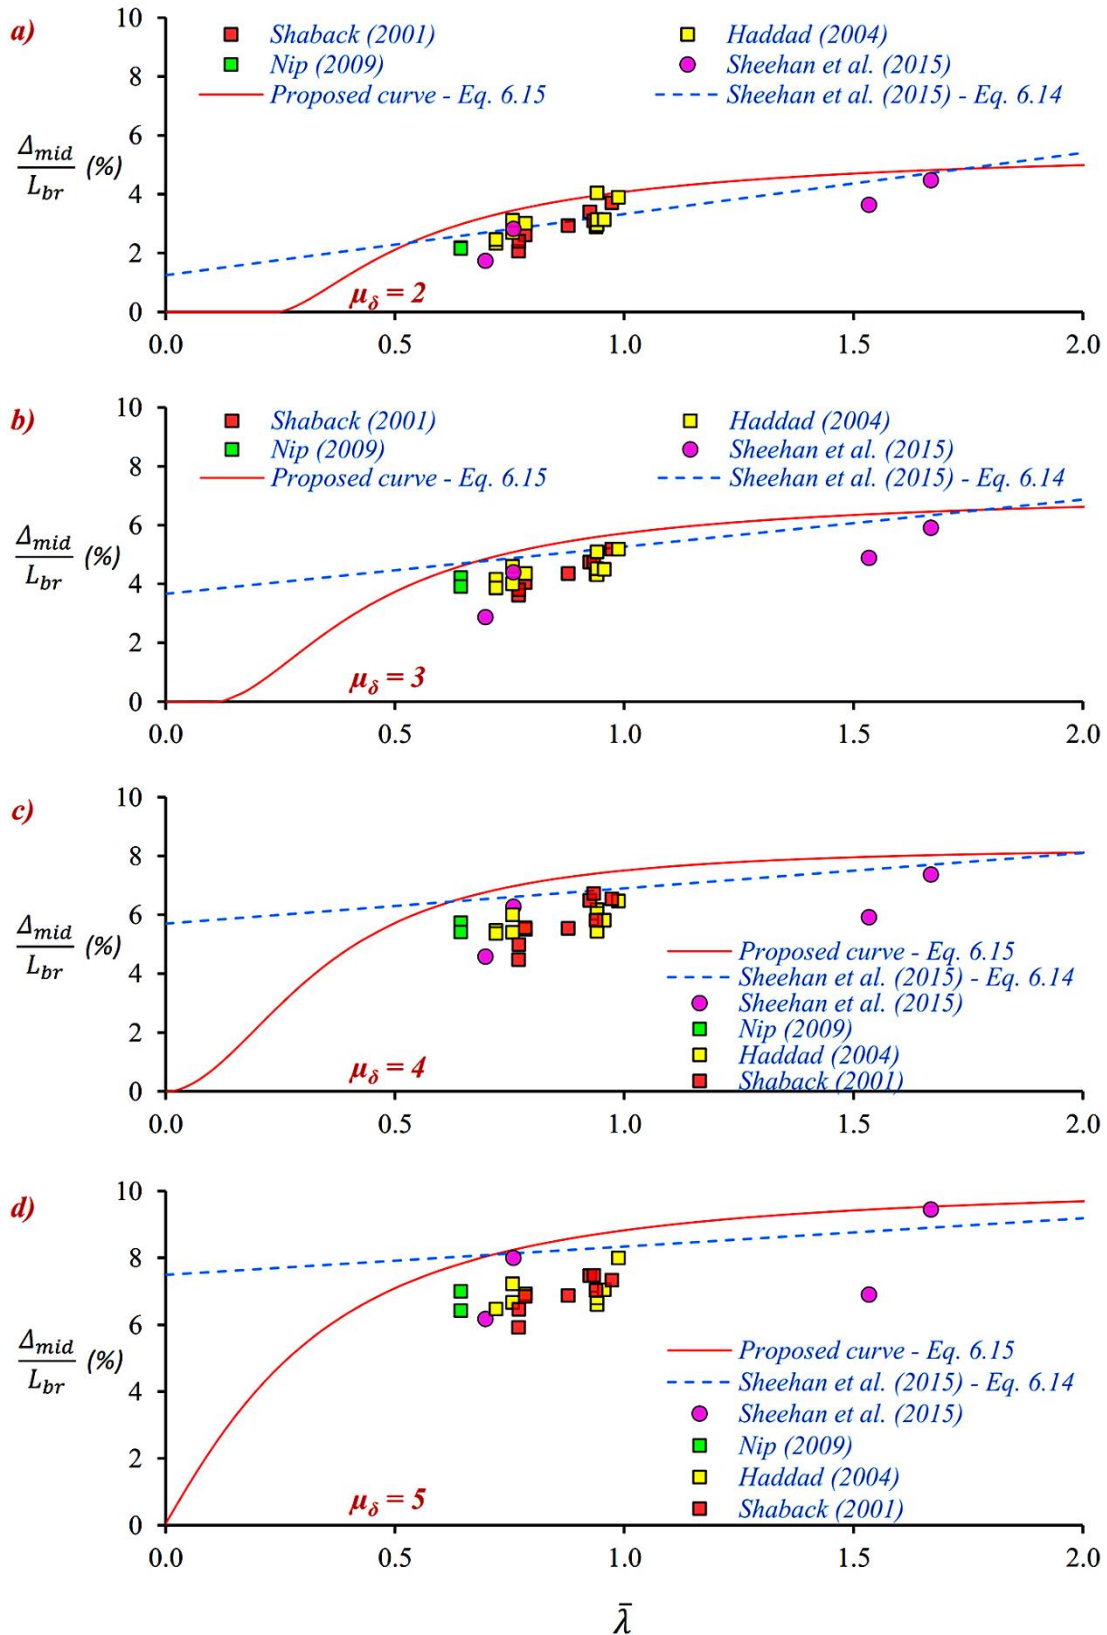 a)
10
8
6
4
2
0
Δmid/Lbr (%)
Shaback (2001)
Haddad (2004)
Nip (2009)
Sheehan et al. (2015)
Proposed curve - Eq. 6.15
Sheehan et al. (2015) - Eq. 6.14
μδ = 2
0.0 0.5 1.0 1.5 2.0
b)
10
8
6
4
2
0
Δmid/Lbr (%)
Shaback (2001)
Haddad (2004)
Nip (2009)
Sheehan et al. (2015)
Proposed curve - Eq. 6.15
Sheehan et al. (2015) - Eq. 6.14
μδ = 3
0.0 0.5 1.0 1.5 2.0
c)
10
8
6
4
2
0
Δmid/Lbr (%)
Proposed curve - Eq. 6.15
Sheehan et al. (2015) - Eq. 6.14
Sheehan et al. (2015)
Nip (2009)
Haddad (2004)
Shaback (2001)
μδ = 4
0.0 0.5 1.0 1.5 2.0
d)
10
8
6
4
2
0
Δmid/Lbr (%)
Proposed curve - Eq. 6.15
Sheehan et al. (2015) - Eq. 6.14
Sheehan et al. (2015)
Nip (2009)
Haddad (2004)
Shaback (2001)
μδ = 5
0.0 0.5 1.0 1.5 2.0
λ̄